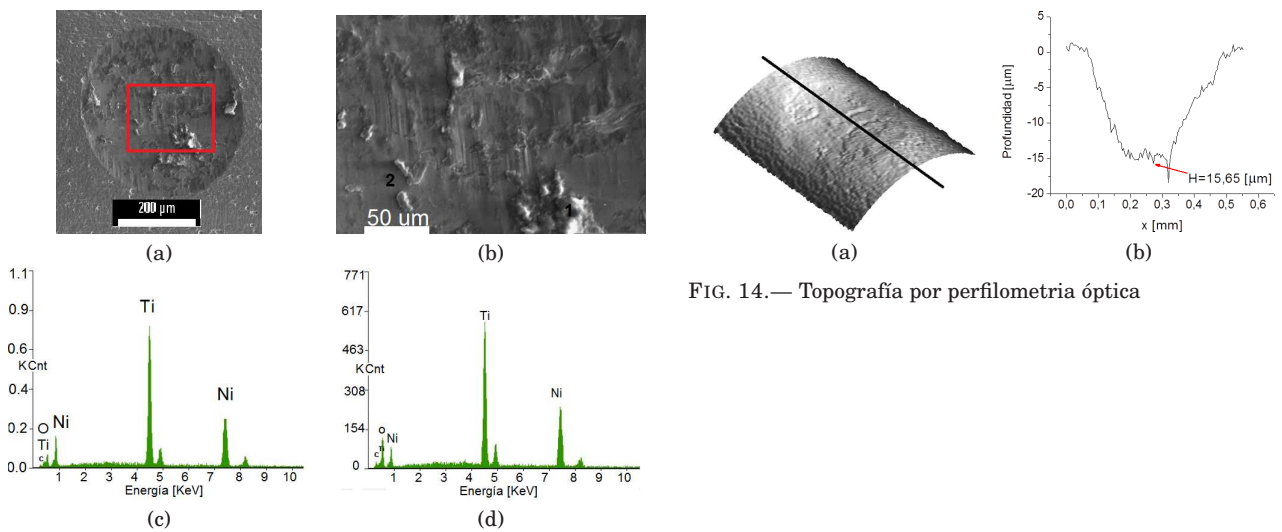 200 µm
(a)
2
1
50 um
(b)
1.1
0.9
0.6
KCnt
0.4
0.2
0.0
Ti
Ni
O
Ti
c
Ni
1 2 3 4 5 6 7 8 9 10
Energía [KeV]
(c)
771
617
463
KCnt
308
154
0
Ti
Ni
O
C
Ni
1 2 3 4 5 6 7 8 9 10
Energía [KeV]
(d)
(a)
Profundidad [µm]
5
0
-5
-10
-15
-20
H=15,65 [µm]
0,0 0,1 0,2 0,3 0,4 0,5 0,6
x [mm]
(b)
FIG. 14.— Topografía por perfilometria óptica